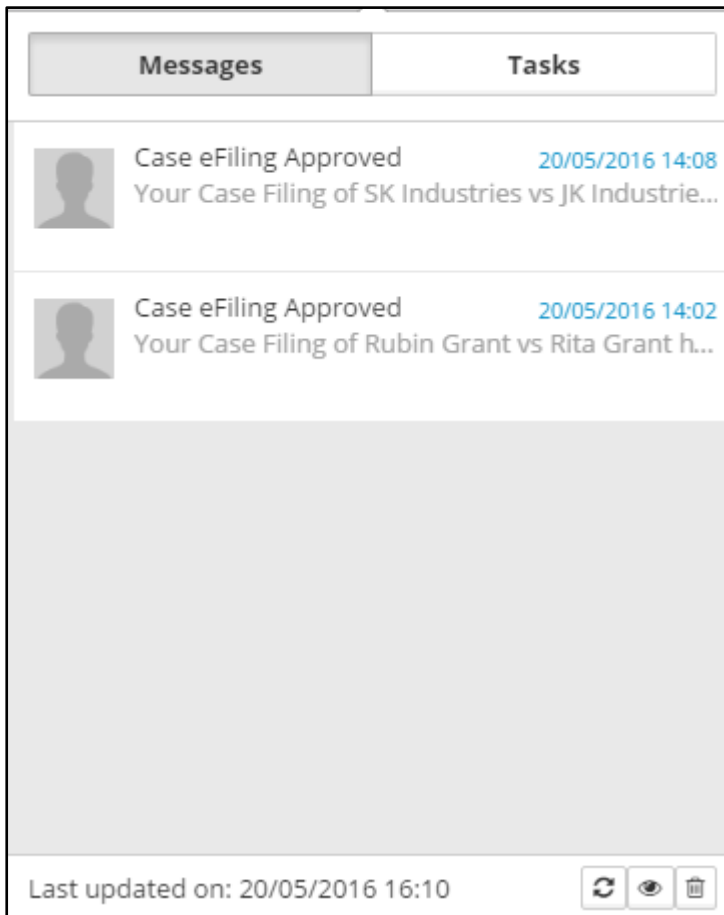 Messages Tasks
Case eFiling Approved 20/05/2016 14:08
Your Case Filing of SK Industries vs JK Industrie...
Case eFiling Approved 20/05/2016 14:02
Your Case Filing of Rubin Grant vs Rita Grant h...
Last updated on: 20/05/2016 16:10